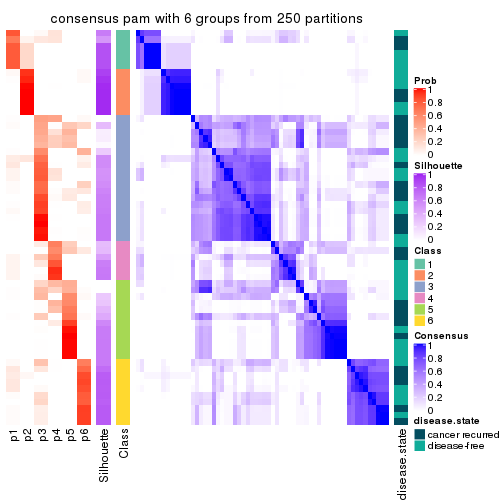 consensus pam with 6 groups from 250 partitions
Prob
1
0.8
0.6
0.4
0.2
0
Silhouette
1
0.8
0.6
0.4
0.2
0
Class
1
2
3
4
5
6
Consensus
1
0.8
0.6
0.4
0.2
0
disease.state
cancer recurred
disease-free
p1
p2
p3
p4
p5
p6
Silhouette
Class
disease.state